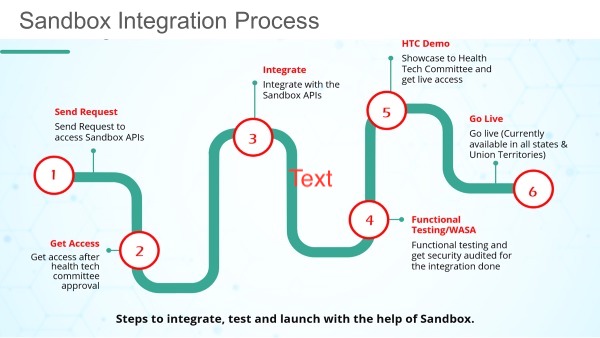 Sandbox Integration Process
HTC Demo
Showcase to Health
Tech Committee and
get live access
Integrate
Integrate with the
Sandbox APIs
Send Request
Send Request to
access Sandbox APIs
Go Live
Go live (Currently
available in all states &
Union Territories)
1
2
3
4
5
6
Text
Get Access
Get access after
health tech
committee
approval
Functional
Testing/WASA
Functional testing and
get security audited for
the integration done
Steps to integrate, test and launch with the help of Sandbox.